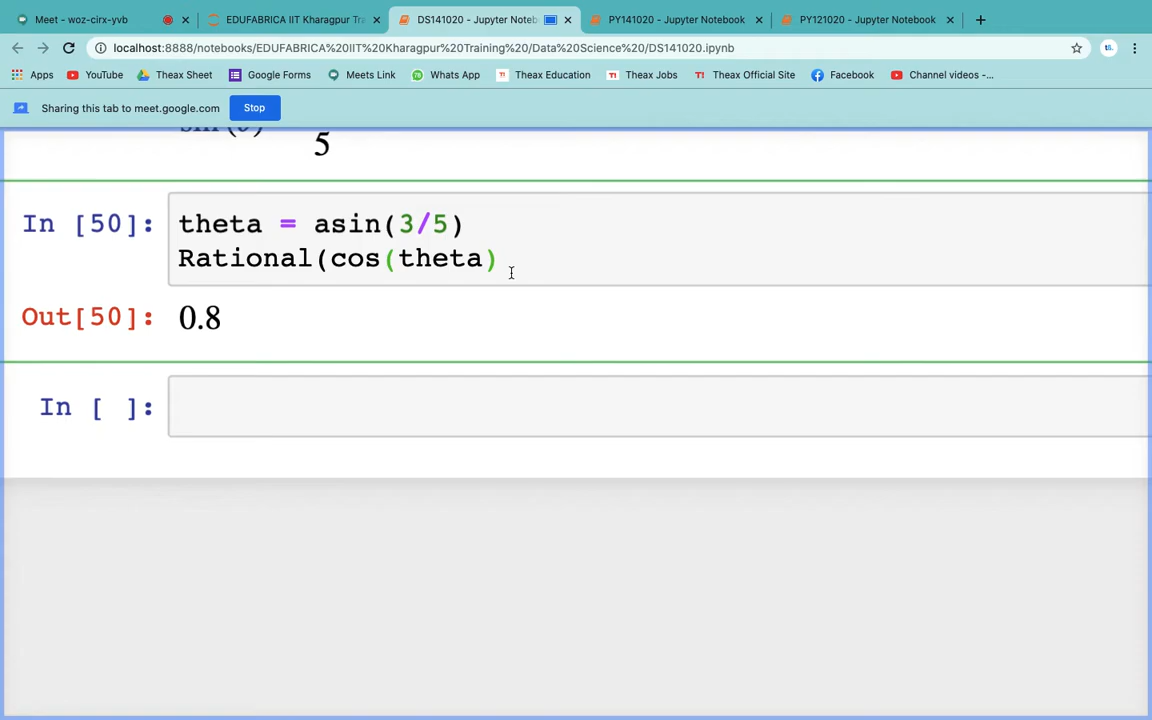 Meet - woz-cirx-yvb
EDUFABRICA IIT Kharagpur Tra
DS141020 - Jupyter Noteb
PY141020 - Jupyter Notebook
PY121020 - Jupyter Notebook
localhost:8888/notebooks/EDUFABRICA%20IIT%20Kharagpur%20Training%20/Data%20Science%20/DS141020.ipynb
Apps
YouTube
Theax Sheet
Google Forms
Meets Link
Whats App
Theax Education
Theax Jobs
Theax Official Site
Facebook
Channel videos -...
Sharing this tab to meet.google.com
Stop
5
In [50]:
theta = asin(3/5)
Rational(cos(theta)
Out[50]:
0.8
In [ ]: